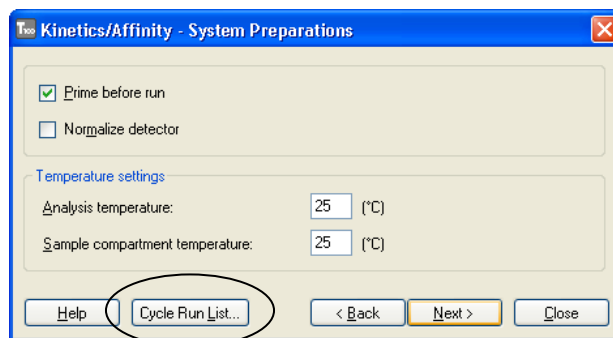 T100 Kinetics/Affinity - System Preparations
Prime before run
Normalize detector
Temperature settings
Analysis temperature: 25 (°C)
Sample compartment temperature: 25 (°C)
Help Cycle Run List... < Back Next > Close